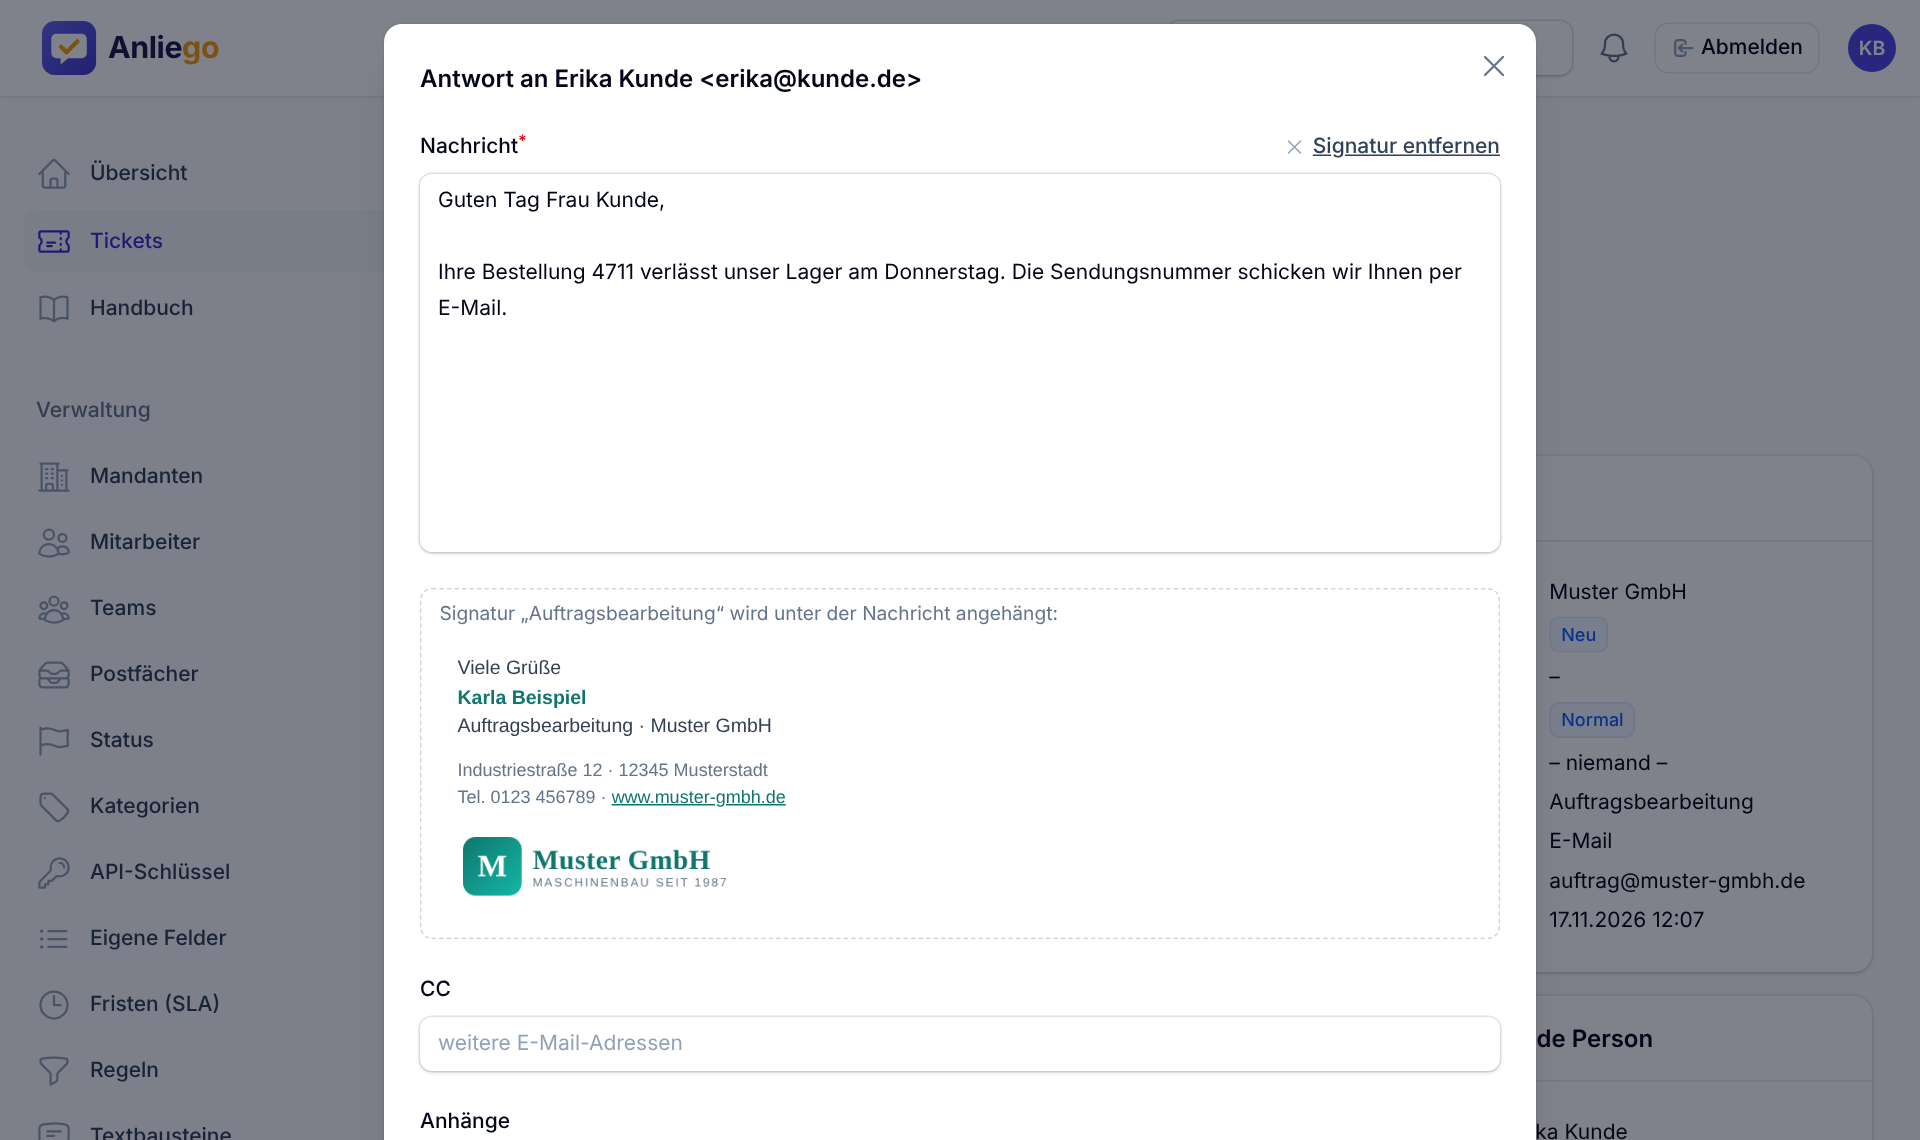 Anliego
Abmelden
KB
Übersicht
Tickets
Handbuch
Verwaltung
Mandanten
Mitarbeiter
Teams
Postfächer
Status
Kategorien
API-Schlüssel
Eigene Felder
Fristen (SLA)
Regeln
Textbausteine
Antwort an Erika Kunde <erika@kunde.de>
Nachricht*
Signatur entfernen
Guten Tag Frau Kunde,
Ihre Bestellung 4711 verlässt unser Lager am Donnerstag. Die Sendungsnummer schicken wir Ihnen per
E-Mail.
Signatur „Auftragsbearbeitung“ wird unter der Nachricht angehängt:
Viele Grüße
Karla Beispiel
Auftragsbearbeitung · Muster GmbH
Industriestraße 12 · 12345 Musterstadt
Tel. 0123 456789 · www.muster-gmbh.de
M
Muster GmbH
MASCHINENBAU SEIT 1987
CC
weitere E-Mail-Adressen
Anhänge
Muster GmbH
Neu
–
Normal
– niemand –
Auftragsbearbeitung
E-Mail
auftrag@muster-gmbh.de
17.11.2026 12:07
de Person
ka Kunde